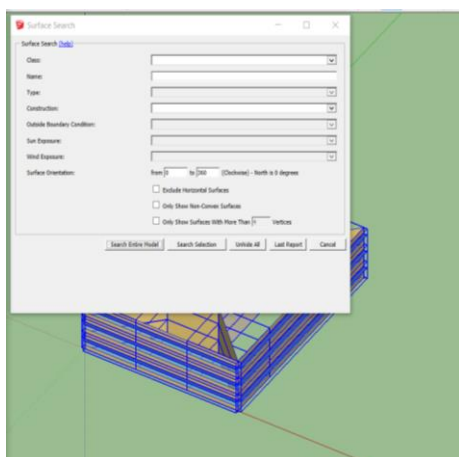 Surface Search
Surface Search [help]
Class:
Name:
Type:
Construction:
Outside Boundary Condition:
Sun Exposure:
Wind Exposure:
Surface Orientation: from 0 to 360 (Clockwise) - North is 0 degrees
Exclude Horizontal Surfaces
Only Show Non-Convex Surfaces
Only Show Surfaces With More Than Vertices
Search Entire Model Search Selection Unhide All Last Report Cancel